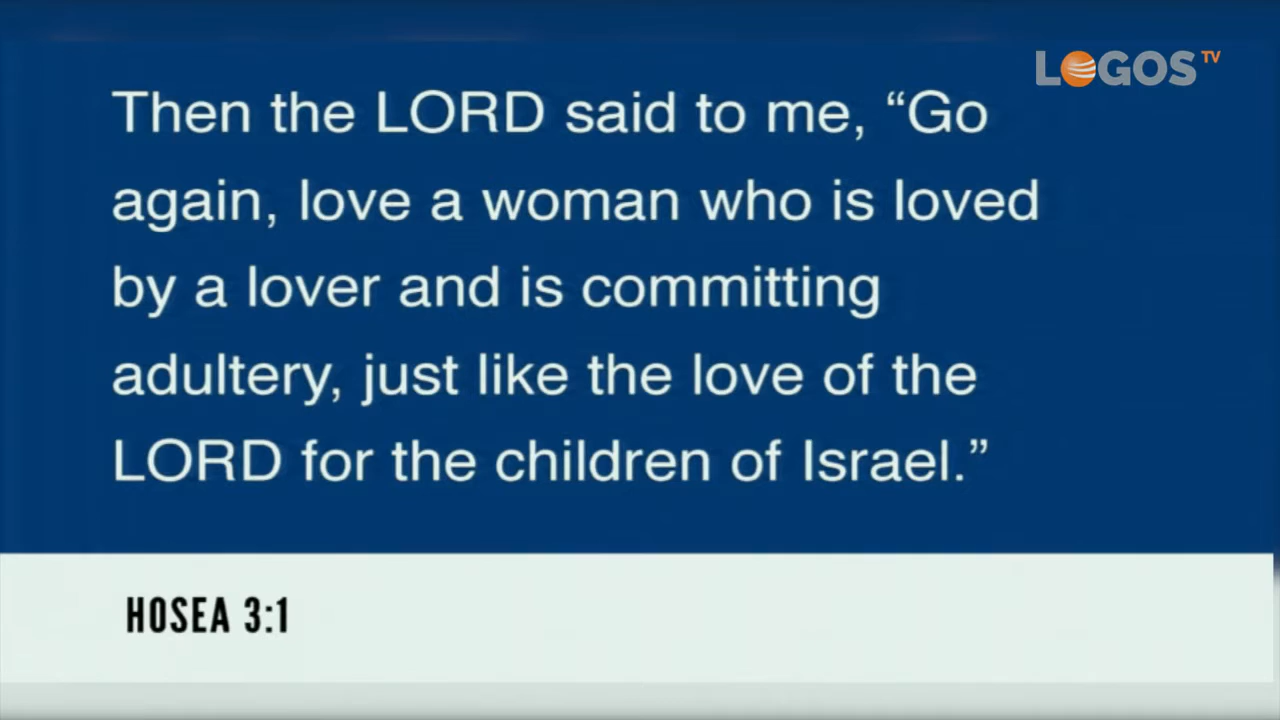 LOGOS TV
Then the LORD said to me, “Go
again, love a woman who is loved
by a lover and is committing
adultery, just like the love of the
LORD for the children of Israel.”
HOSEA 3:1